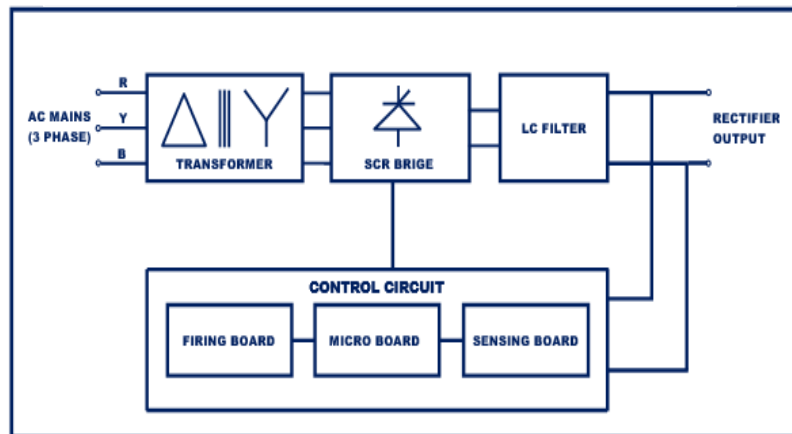 R
AC MAINS
(3 PHASE)
Y
B
TRANSFORMER
SCR BRIGE
LC FILTER
RECTIFIER
OUTPUT
CONTROL CIRCUIT
FIRING BOARD
MICRO BOARD
SENSING BOARD